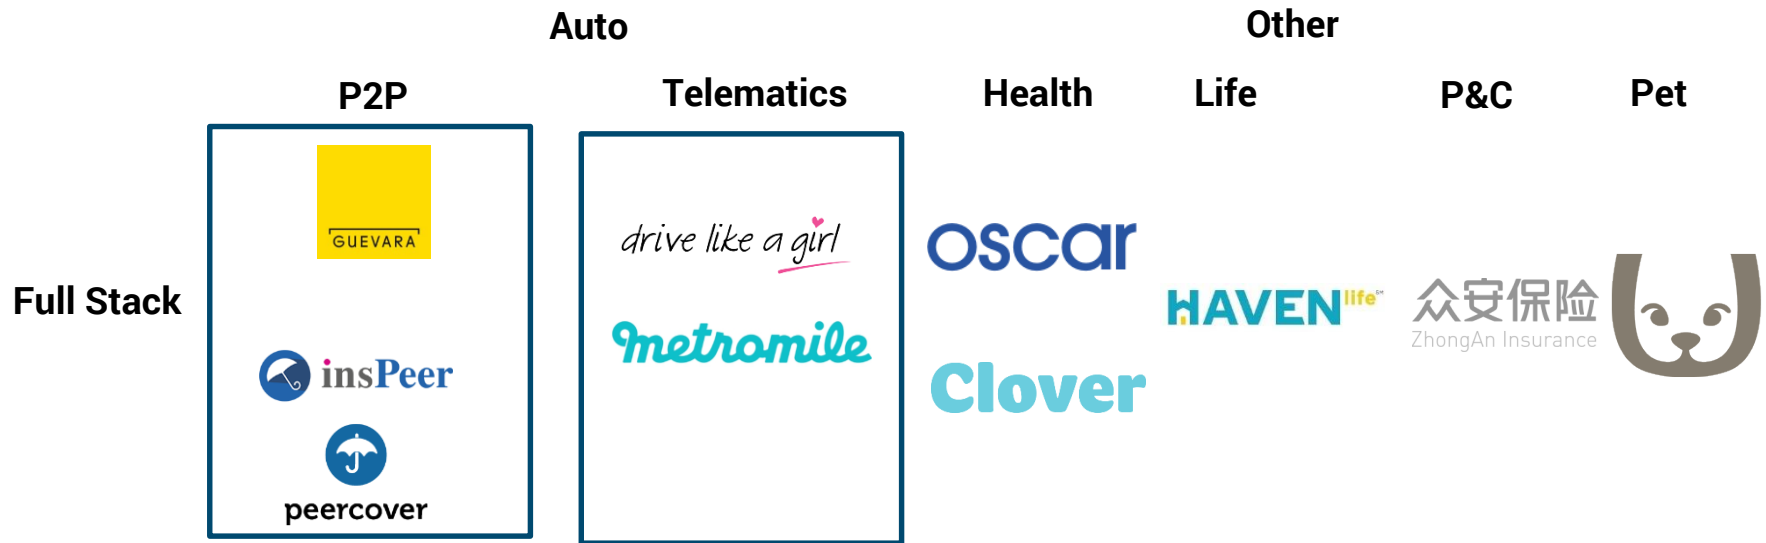 Auto
Other
P2P
Telematics
Health
Life
P&C
Pet
Full Stack
GUEVARA
insPeer
peercover
drive like a girl
metromile
oscar
Clover
HAVEN life SM
众安保险
ZhongAn Insurance